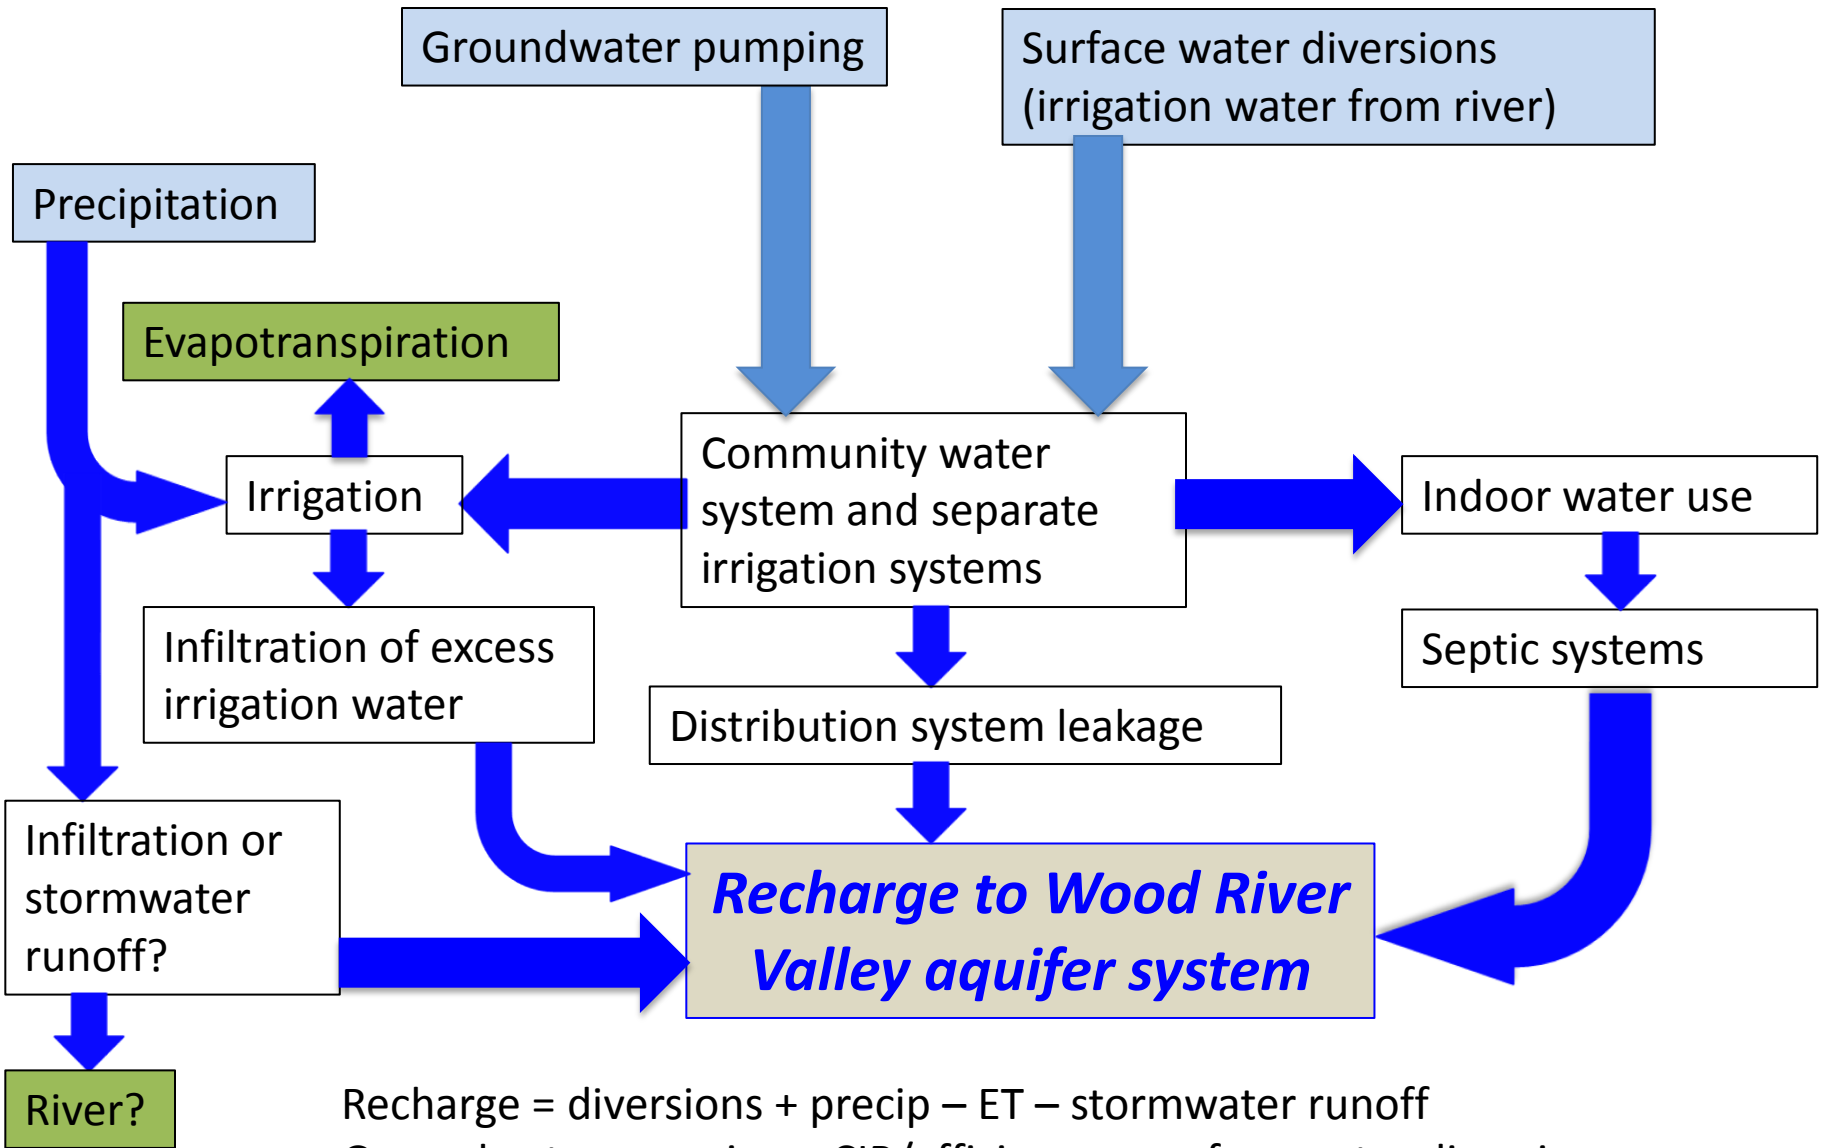 Groundwater pumping
Surface water diversions
(irrigation water from river)
Precipitation
Evapotranspiration
Community water
system and separate
irrigation systems
Irrigation
Indoor water use
Infiltration of excess
irrigation water
Septic systems
Distribution system leakage
Infiltration or
stormwater
runoff?
Recharge to Wood River
Valley aquifer system
River?
Recharge = diversions + precip – ET – stormwater runoff